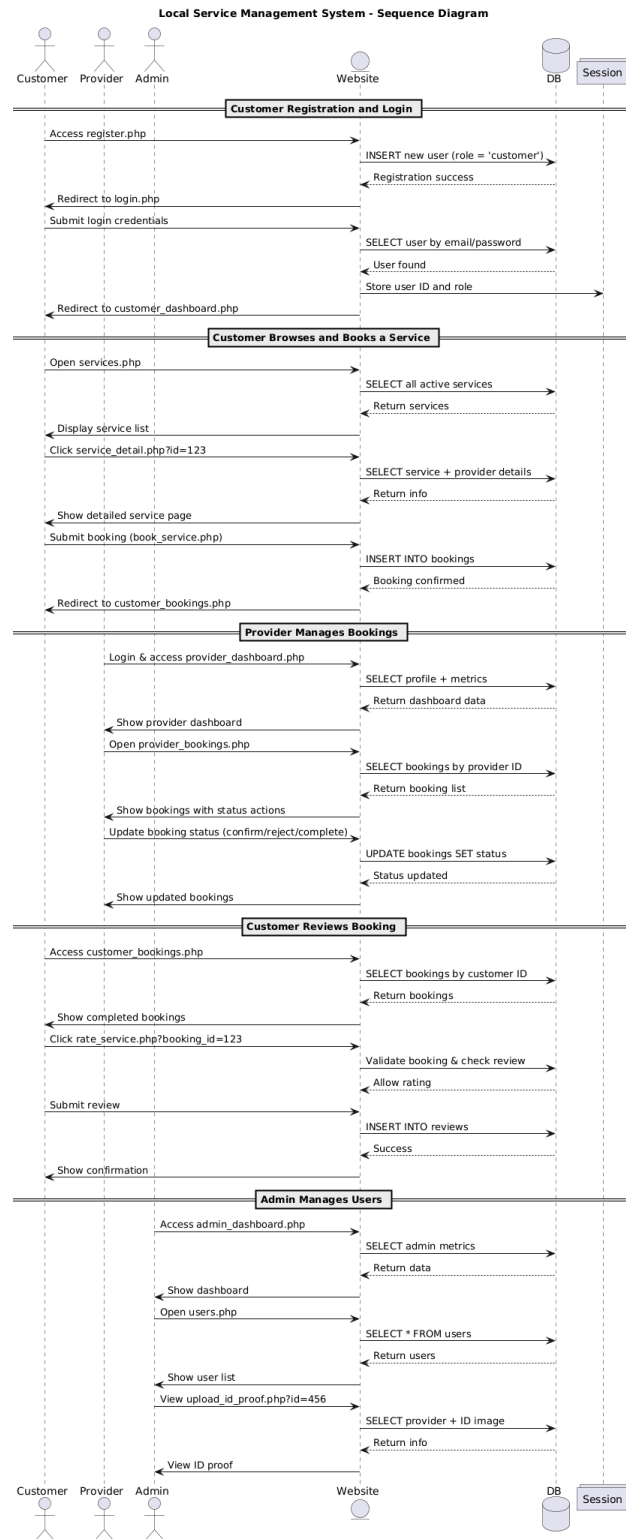 Local Service Management System - Sequence Diagram
Customer Provider Admin Website DB Session
Customer Registration and Login
Access register.php
INSERT new user (role = 'customer')
Registration success
Redirect to login.php
Submit login credentials
SELECT user by email/password
User found
Store user ID and role
Redirect to customer_dashboard.php
Customer Browses and Books a Service
Open services.php
SELECT all active services
Return services
Display service list
Click service_detail.php?id=123
SELECT service + provider details
Return info
Show detailed service page
Submit booking (book_service.php)
INSERT INTO bookings
Booking confirmed
Redirect to customer_bookings.php
Provider Manages Bookings
Login & access provider_dashboard.php
SELECT profile + metrics
Return dashboard data
Show provider dashboard
Open provider_bookings.php
SELECT bookings by provider ID
Return booking list
Show bookings with status actions
Update booking status (confirm/reject/complete)
UPDATE bookings SET status
Status updated
Show updated bookings
Customer Reviews Booking
Access customer_bookings.php
SELECT bookings by customer ID
Return bookings
Show completed bookings
Click rate_service.php?booking_id=123
Validate booking & check review
Allow rating
Submit review
INSERT INTO reviews
Success
Show confirmation
Admin Manages Users
Access admin_dashboard.php
SELECT admin metrics
Return data
Show dashboard
Open users.php
SELECT * FROM users
Return users
Show user list
View upload_id_proof.php?id=456
SELECT provider + ID image
Return info
View ID proof
Customer Provider Admin Website DB Session